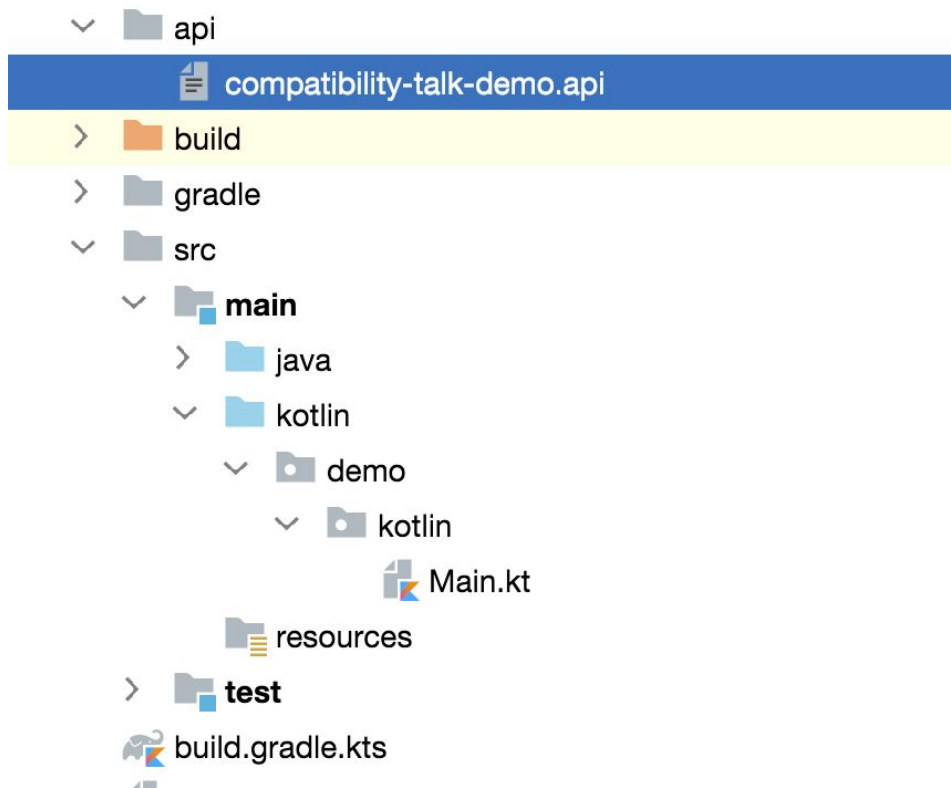 api
compatibility-talk-demo.api
build
gradle
src
main
java
kotlin
demo
kotlin
Main.kt
resources
test
build.gradle.kts